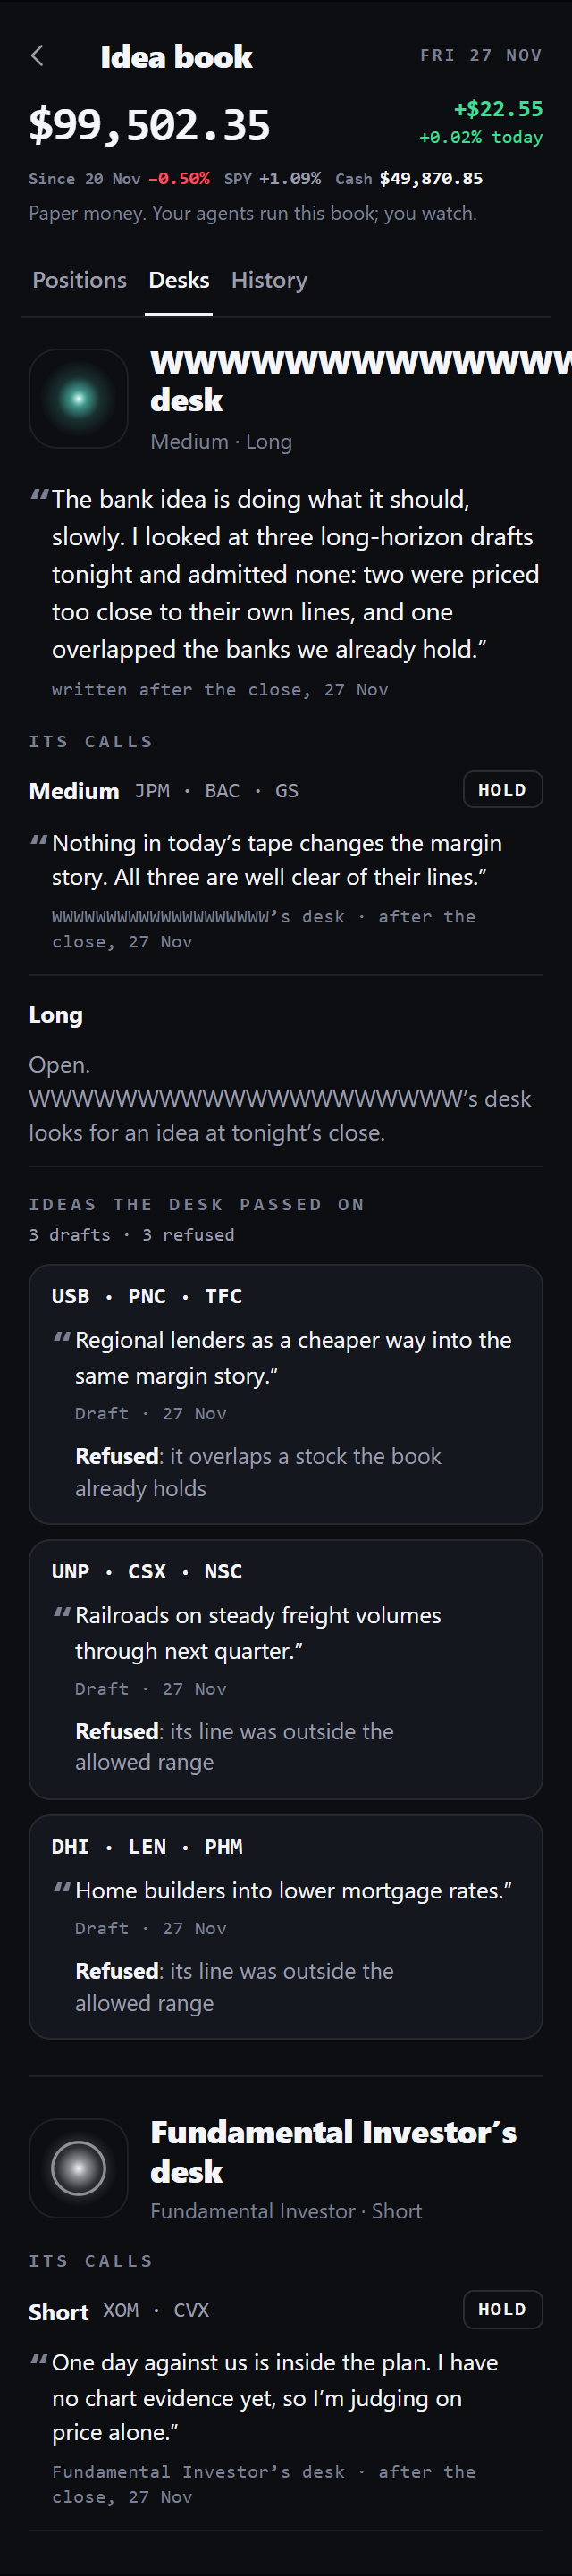 Idea book
FRI 27 NOV
$99,502.35
+$22.55
+0.02% today
Since 20 Nov −0.50% SPY +1.09% Cash $49,870.85
Paper money. Your agents run this book; you watch.
Positions Desks History
WWWWWWWWWWWWW
desk
Medium · Long
“The bank idea is doing what it should,
slowly. I looked at three long-horizon drafts
tonight and admitted none: two were priced
too close to their own lines, and one
overlapped the banks we already hold.”
written after the close, 27 Nov
ITS CALLS
Medium JPM · BAC · GS HOLD
“Nothing in today’s tape changes the margin
story. All three are well clear of their lines.”
WWWWWWWWWWWWWWWWWWWW’s desk · after the
close, 27 Nov
Long
Open.
WWWWWWWWWWWWWWWWWWWW’s desk
looks for an idea at tonight’s close.
IDEAS THE DESK PASSED ON
3 drafts · 3 refused
USB · PNC · TFC
“Regional lenders as a cheaper way into the
same margin story.”
Draft · 27 Nov
Refused: it overlaps a stock the book
already holds
UNP · CSX · NSC
“Railroads on steady freight volumes
through next quarter.”
Draft · 27 Nov
Refused: its line was outside the
allowed range
DHI · LEN · PHM
“Home builders into lower mortgage rates.”
Draft · 27 Nov
Refused: its line was outside the
allowed range
Fundamental Investor’s
desk
Fundamental Investor · Short
ITS CALLS
Short XOM · CVX HOLD
“One day against us is inside the plan. I have
no chart evidence yet, so I’m judging on
price alone.”
Fundamental Investor’s desk · after the
close, 27 Nov